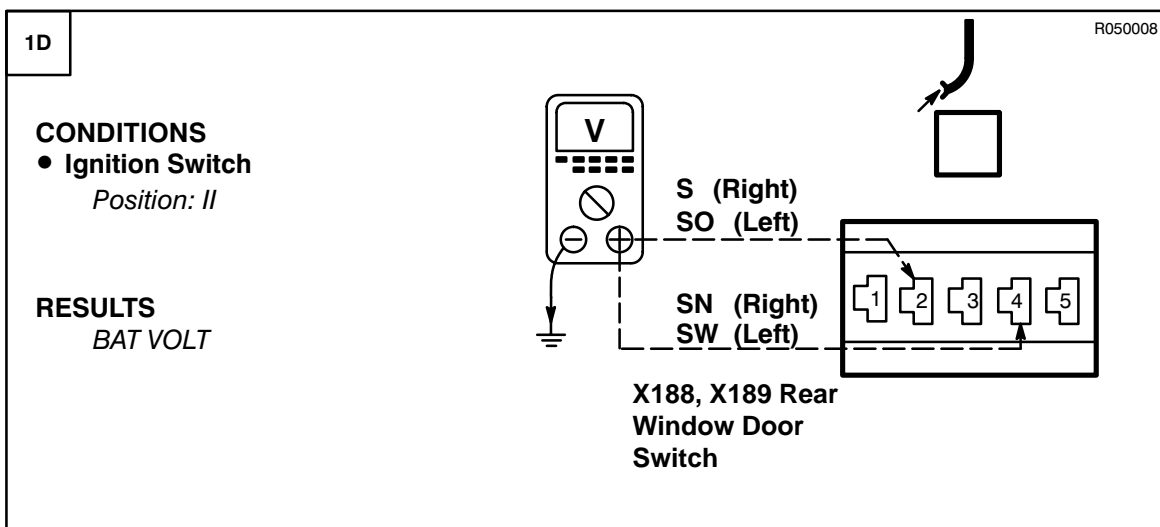 1D
R050008
CONDITIONS
● Ignition Switch
Position: II
RESULTS
BAT VOLT
V
S (Right)
SO (Left)
SN (Right)
SW (Left)
1 2 3 4 5
X188, X189 Rear
Window Door
Switch